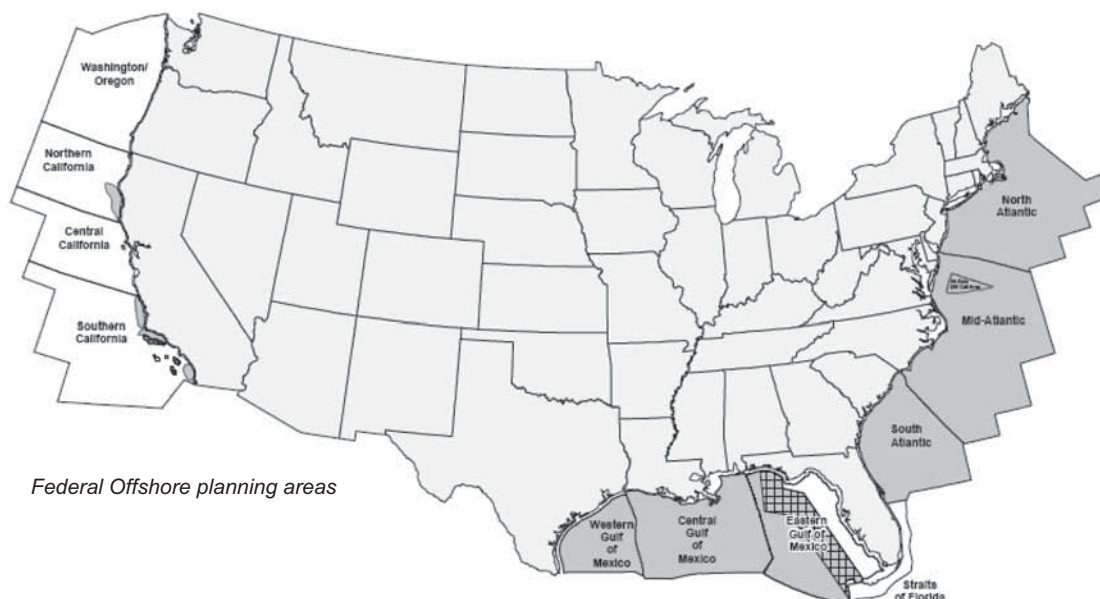 Washington/
Oregon
Northern
California
Central
California
Southern
California
North
Atlantic
Mid-Atlantic
South
Atlantic
Western
Gulf
of
Mexico
Central
Gulf
of
Mexico
Eastern
Gulf of
Mexico
Straits
of Florida
Federal Offshore planning areas